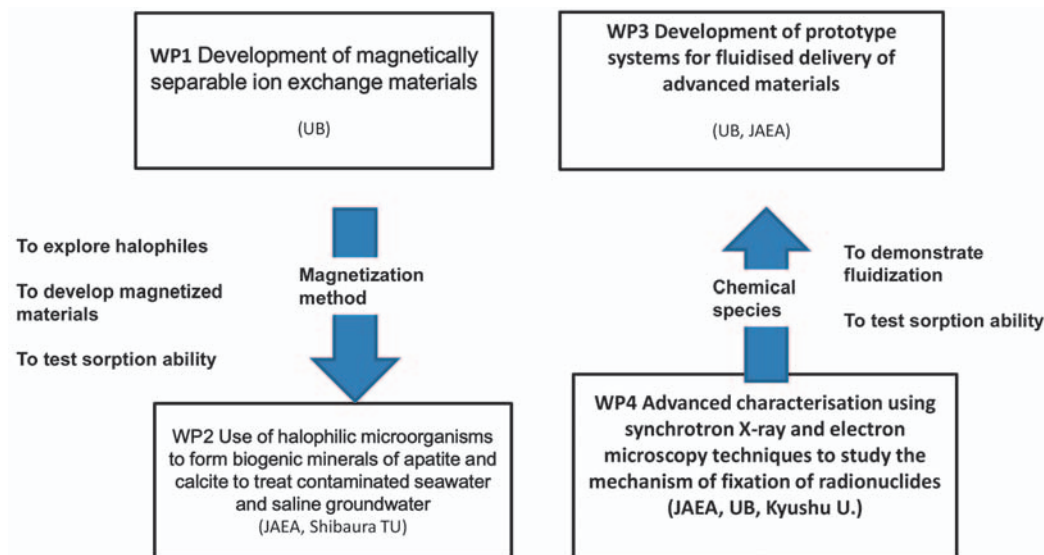 WP1 Development of magnetically
separable ion exchange materials
(UB)
WP3 Development of prototype
systems for fluidised delivery of
advanced materials
(UB, JAEA)
To explore halophiles
To develop magnetized
materials
To test sorption ability
Magnetization
method
Chemical
species
To demonstrate
fluidization
To test sorption ability
WP2 Use of halophilic microorganisms
to form biogenic minerals of apatite and
calcite to treat contaminated seawater
and saline groundwater
(JAEA, Shibaura TU)
WP4 Advanced characterisation using
synchrotron X-ray and electron
microscopy techniques to study the
mechanism of fixation of radionuclides
(JAEA, UB, Kyushu U.)